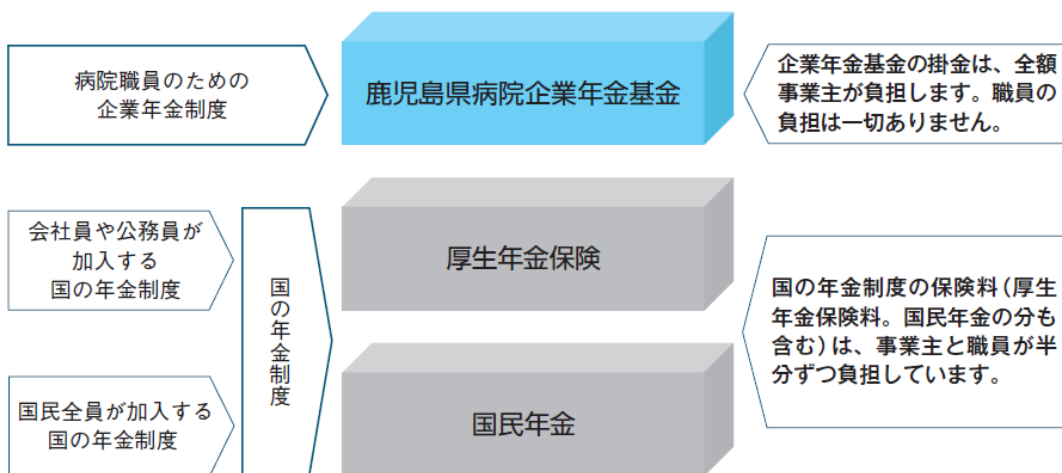 病院職員のための
企業年金制度
鹿児島県病院企業年金基金
企業年金基金の掛金は、全額
事業主が負担します。職員の
負担は一切ありません。
会社員や公務員が
加入する
国の年金制度
国の年金制度
厚生年金保険
国の年金制度の保険料(厚生
年金保険料。国民年金の分も
含む)は、事業主と職員が半
分ずつ負担しています。
国民全員が加入する
国の年金制度
国民年金